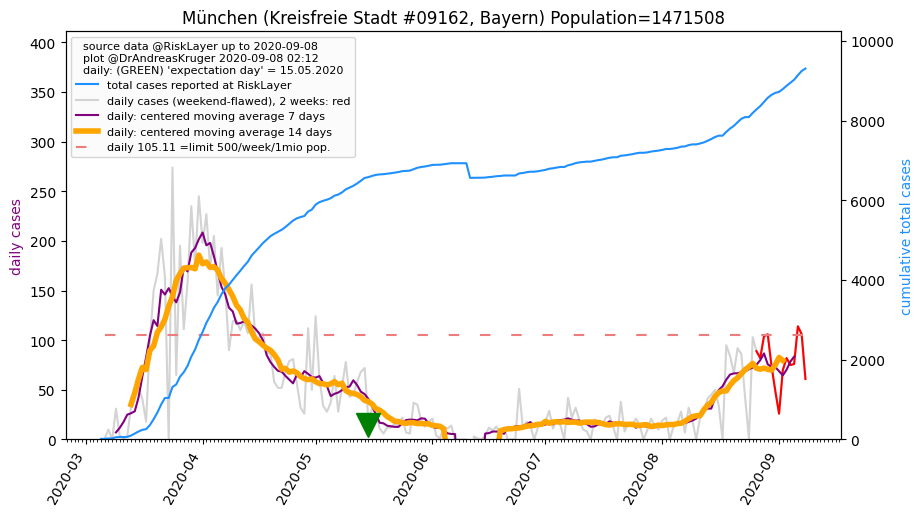 München (Kreisfreie Stadt #09162, Bayern) Population=1471508
source data @RiskLayer up to 2020-09-08
plot @DrAndreasKruger 2020-09-08 02:12
daily: (GREEN) 'expectation day' = 15.05.2020
total cases reported at RiskLayer
daily cases (weekend-flawed), 2 weeks: red
daily: centered moving average 7 days
daily: centered moving average 14 days
daily 105.11 =limit 500/week/1mio pop.
daily cases
400
350
300
250
200
150
100
50
0
cumulative total cases
10000
8000
6000
4000
2000
0
2020-03
2020-04
2020-05
2020-06
2020-07
2020-08
2020-09